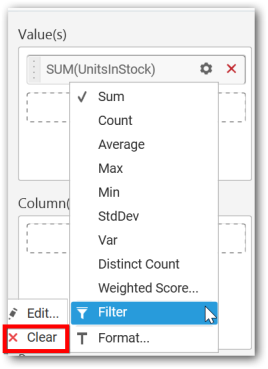 Value(s)
SUM(UnitsInStock)
Sum
Count
Average
Max
Min
StdDev
Column(
Var
Distinct Count
Weighted Score...
Edit...
Filter
Clear
Format...